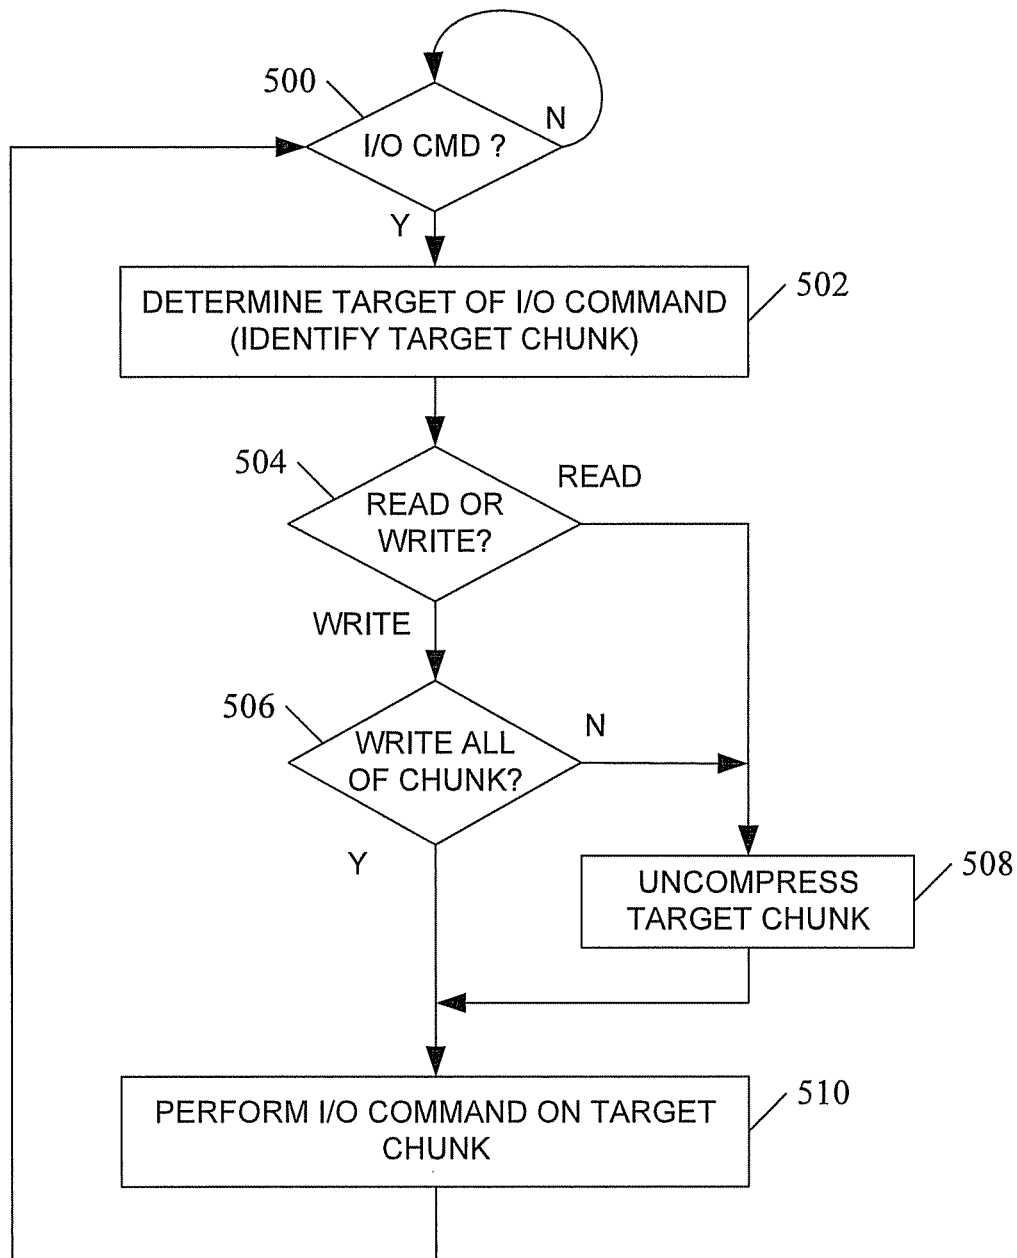 500
N
I/O CMD ?
Y
DETERMINE TARGET OF I/O COMMAND
(IDENTIFY TARGET CHUNK)
502
504
READ
READ OR
WRITE?
WRITE
506
N
WRITE ALL
OF CHUNK?
Y
508
UNCOMPRESS
TARGET CHUNK
510
PERFORM I/O COMMAND ON TARGET
CHUNK